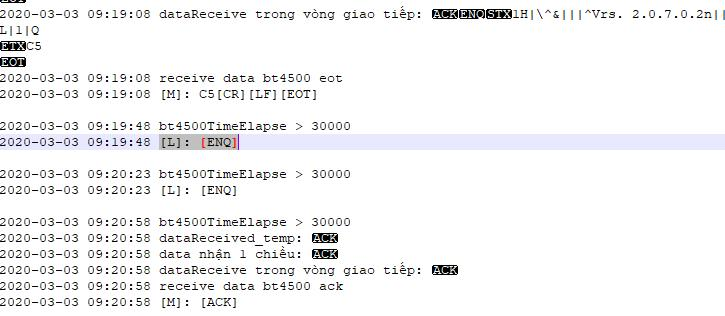 EOT
2020-03-03 09:19:08 dataReceive trong vòng giao tiếp: ACKENQSTX1H|\^&|||^Vrs. 2.0.7.0.2n||
L|1|Q
ETXC5
EOT
2020-03-03 09:19:08 receive data bt4500 eot
2020-03-03 09:19:08 [M]: C5[CR][LF][EOT]
2020-03-03 09:19:48 bt4500TimeElapse > 30000
2020-03-03 09:19:48 [L]: [ENQ]
2020-03-03 09:20:23 bt4500TimeElapse > 30000
2020-03-03 09:20:23 [L]: [ENQ]
2020-03-03 09:20:58 bt4500TimeElapse > 30000
2020-03-03 09:20:58 dataReceived_temp: ACK
2020-03-03 09:20:58 data nhận 1 chiều: ACK
2020-03-03 09:20:58 dataReceive trong vòng giao tiếp: ACK
2020-03-03 09:20:58 receive data bt4500 ack
2020-03-03 09:20:58 [M]: [ACK]